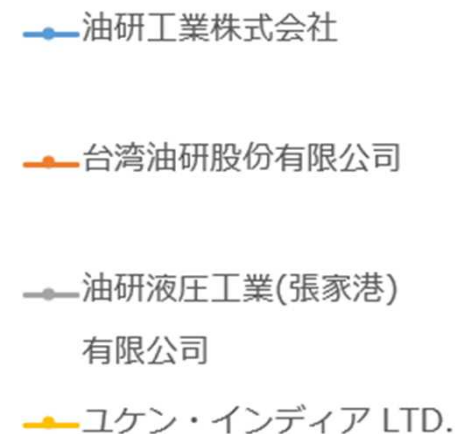 油研工業株式会社
台湾油研股份有限公司
油研液圧工業(張家港)
有限公司
ユケン・インディア LTD.